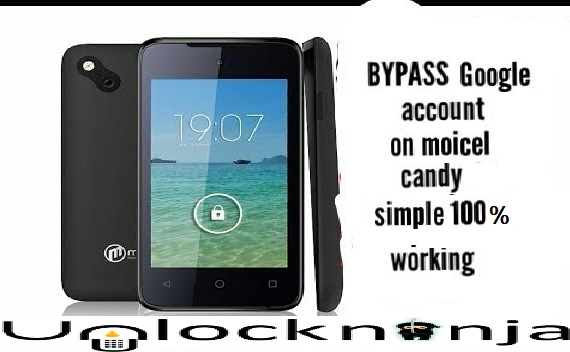 19:07
BYPASS Google
account
on moicel
candy
simple 100%
working
m
Unlockninja